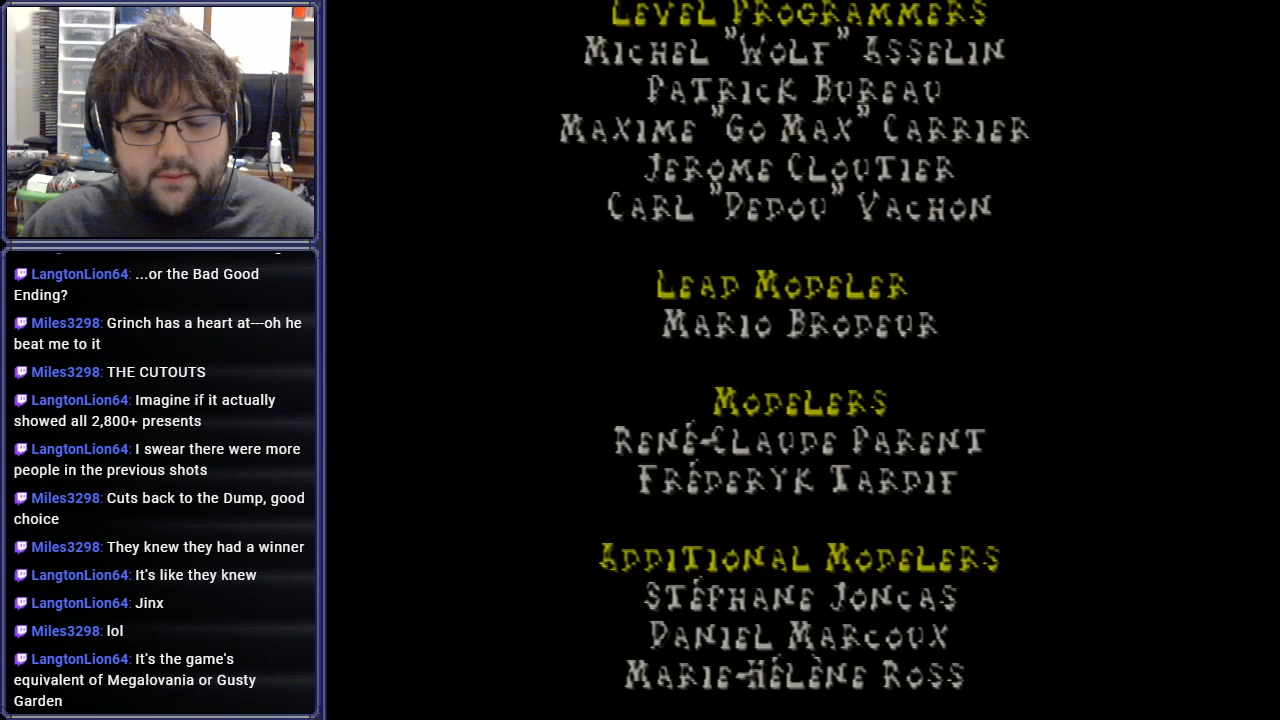 LangtonLion64: ...or the Bad Good
Ending?
Miles3298: Grinch has a heart at---oh he
beat me to it
Miles3298: THE CUTOUTS
LangtonLion64: Imagine if it actually
showed all 2,800+ presents
LangtonLion64: I swear there were more
people in the previous shots
Miles3298: Cuts back to the Dump, good
choice
Miles3298: They knew they had a winner
LangtonLion64: It's like they knew
LangtonLion64: Jinx
Miles3298: lol
LangtonLion64: It's the game's
equivalent of Megalovania or Gusty
Garden
LEVEL PROGRAMMERS
MICHEL "WOLF" ASSELIN
PATRICK BUREAU
MAXIME "GO MAX" CARRIER
JEROME CLOUTIER
CARL "DEDOU" VACHON
LEAD MODELER
MARIO BRODEUR
MODELERS
RENÉ-CLAUDE PARENT
FRÉDERYK TARDIF
ADDITIONAL MODELERS
STÉPHANE JONCAS
DANIEL MARCOUX
MARIE-HÉLÈNE ROSS